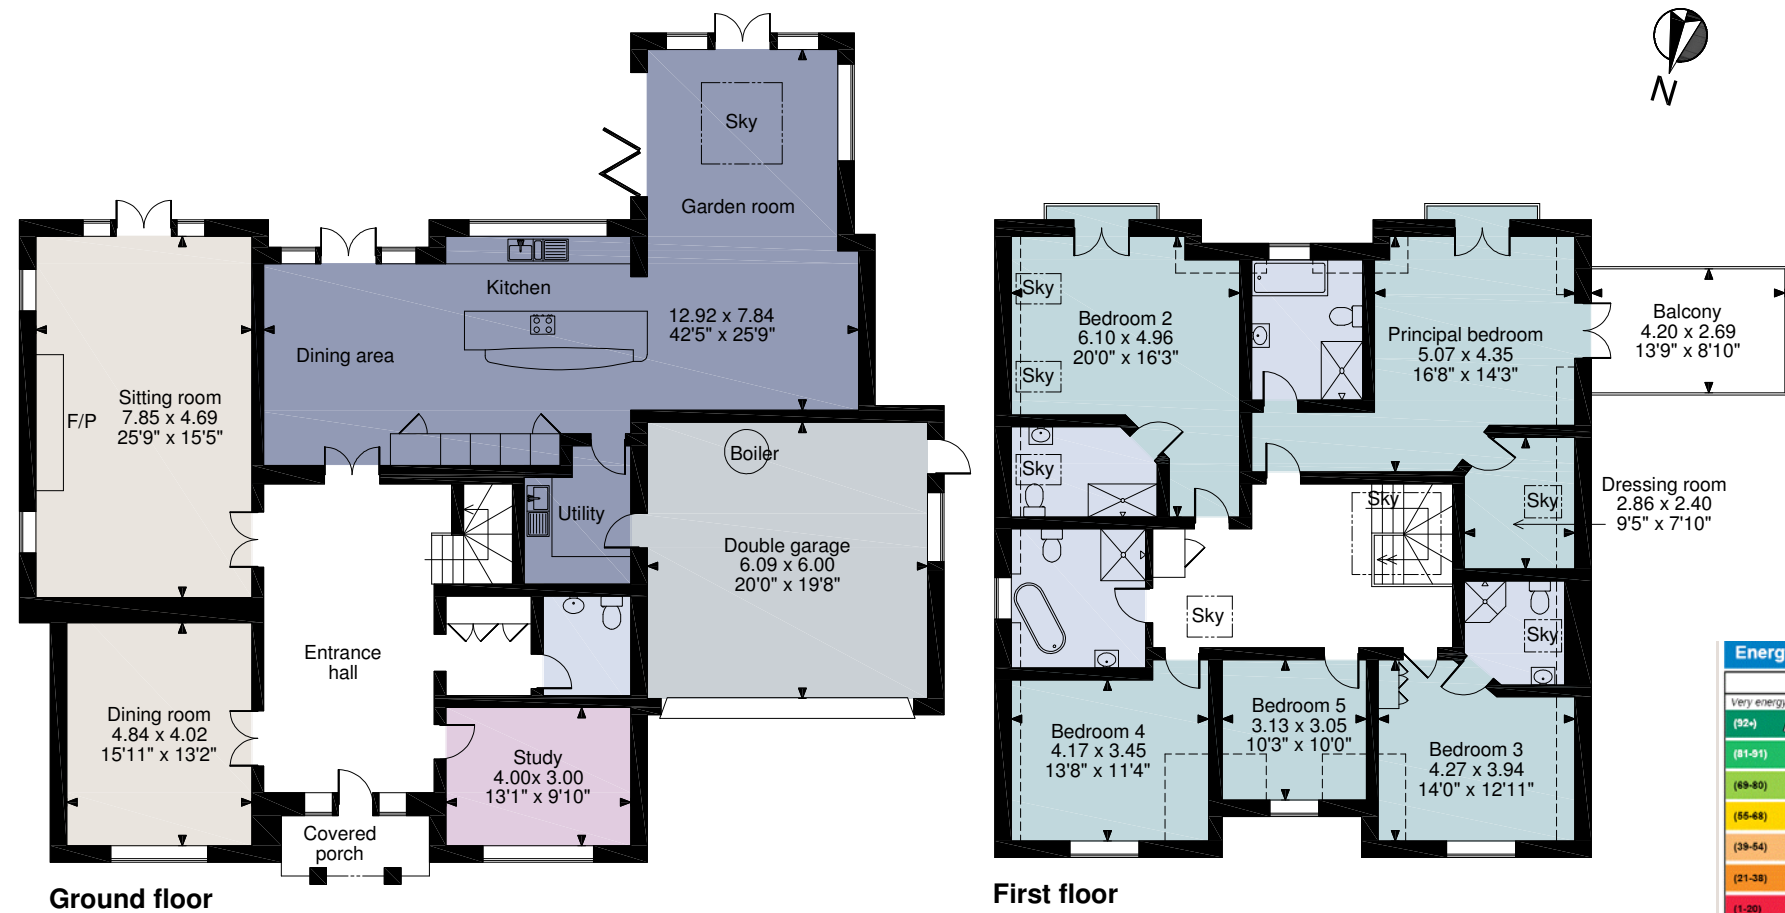 N
Sky
Garden room
Kitchen
12.92 x 7.84
42'5" x 25'9"
Dining area
Sitting room
7.85 x 4.69
25'9" x 15'5"
F/P
Boiler
Utility
Double garage
6.09 x 6.00
20'0" x 19'8"
Entrance
hall
Dining room
4.84 x 4.02
15'11" x 13'2"
Study
4.00x 3.00
13'1" x 9'10"
Covered
porch
Ground floor
Sky
Bedroom 2
6.10 x 4.96
20'0" x 16'3"
Sky
Principal bedroom
5.07 x 4.35
16'8" x 14'3"
Balcony
4.20 x 2.69
13'9" x 8'10"
Sky
Sky
Sky
Dressing room
2.86 x 2.40
9'5" x 7'10"
Sky
Sky
Bedroom 4
4.17 x 3.45
13'8" x 11'4"
Bedroom 5
3.13 x 3.05
10'3" x 10'0"
Bedroom 3
4.27 x 3.94
14'0" x 12'11"
First floor
Energ
Very energy
(92+)
(81-91)
(69-80)
(55-68)
(39-54)
(21-38)
(1-20)